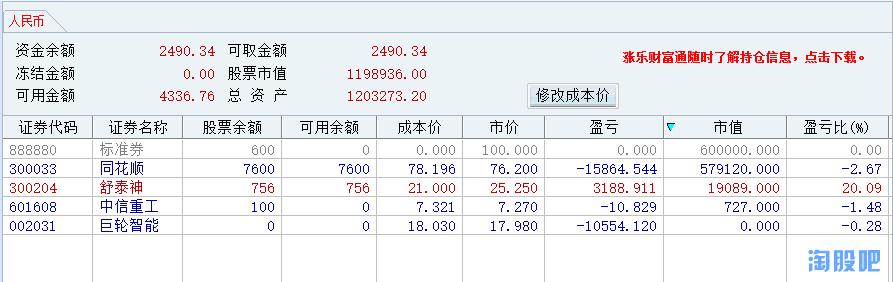 人民币
资金余额 2490.34 可取金额 2490.34
冻结金额 0.00 股票市值 1198936.00 涨乐财富通随时了解持仓信息，点击下载。
可用金额 4336.76 总 资 产 1203273.20 修改成本价
证券代码 证券名称 股票余额 可用余额 成本价 市价 盈亏 市值 盈亏比(%)
888880 标准券 600 0 0.000 100.000 0.000 600000.000 0.00
300033 同花顺 7600 7600 78.196 76.200 -15864.544 579120.000 -2.67
300204 舒泰神 756 756 21.000 25.250 3188.911 19089.000 20.09
601608 中信重工 100 0 7.321 7.270 -10.829 727.000 -1.48
002031 巨轮智能 0 0 18.030 17.980 -10554.120 0.000 -0.28
淘股吧